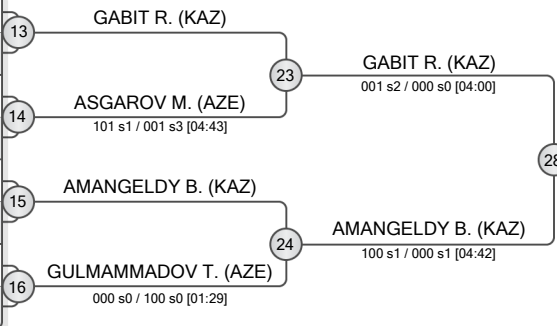 13
GABIT R. (KAZ)
14
ASGAROV M. (AZE)
101 s1 / 001 s3 [04:43]
23
GABIT R. (KAZ)
001 s2 / 000 s0 [04:00]
28
15
AMANGELDY B. (KAZ)
16
GULMAMMADOV T. (AZE)
000 s0 / 100 s0 [01:29]
24
AMANGELDY B. (KAZ)
100 s1 / 000 s1 [04:42]